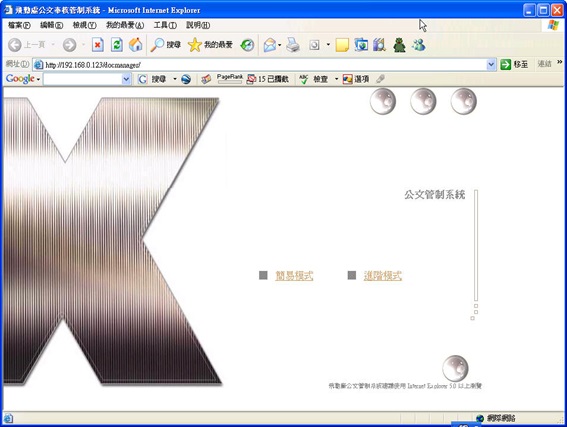 飛勤處公文奉核管制系統 - Microsoft Internet Explorer
檔案(F) 編輯(E) 檢視(V) 我的最愛(A) 工具(T) 說明(H)
上一頁 搜尋 我的最愛
網址(D) http://192.168.0.123/docmanager/ 移至 連結 »
Google 搜尋 PageRank 15 已攔截 檢查 選項
公文管制系統
簡易模式 進階模式
飛勤處公文管制系統建議使用 Internet Explorer 5.0 以上瀏覽
網際網路